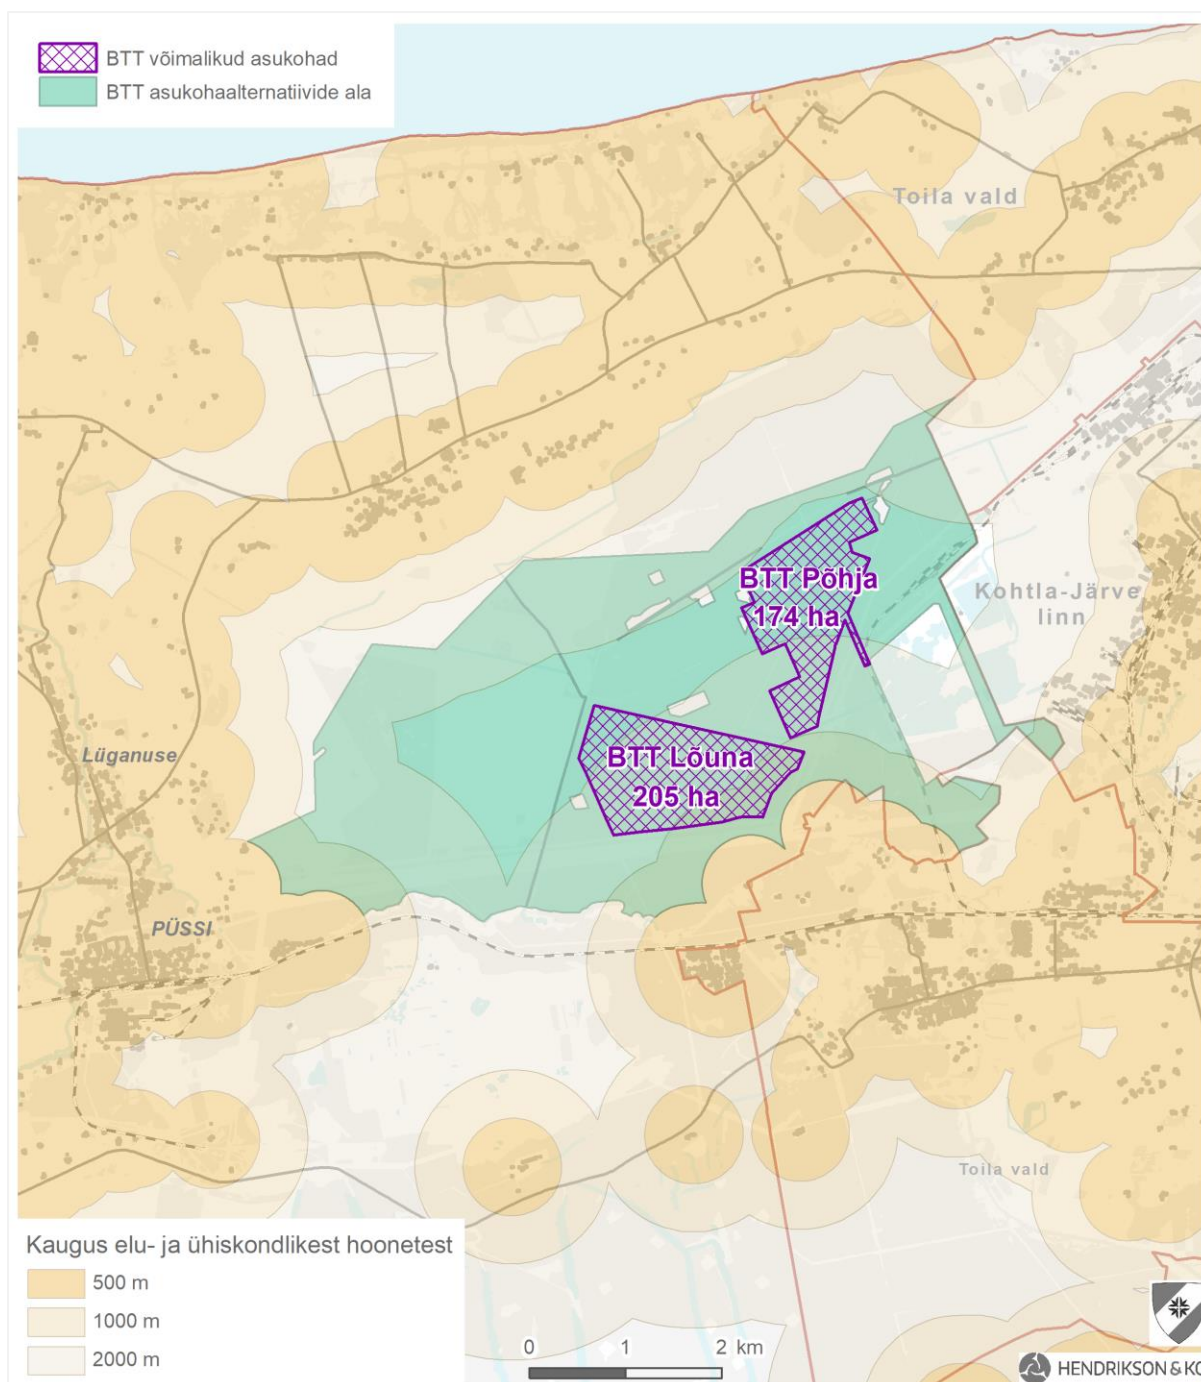 BTT võimalikud asukohad
BTT asukohaalternatiivide ala
Toila vald
BTT Põhja
174 ha
Kohtla-Järve
linn
Lüganuse
BTT Lõuna
205 ha
PÜSSI
Toila vald
Kaugus elu- ja ühiskondlikest hoonetest
500 m
1000 m
2000 m
0 1 2 km
HENDRIKSON & KO